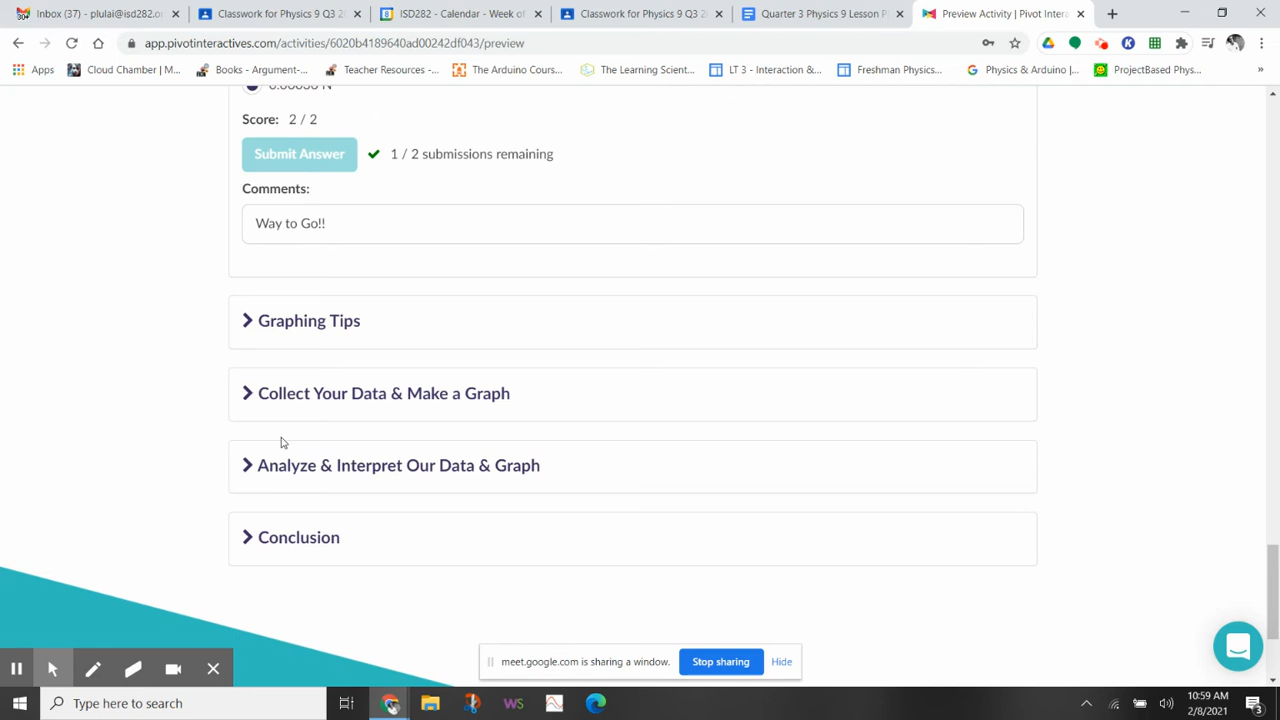 Inbox (37) - plulai@isd282.or
Classwork for Physics 9 Q3 2
ISD282 - Calendar - Week of
Classwork for Physics 9 Q3 2
Quarter 3 Physics 9 Lesson P
Preview Activity | Pivot Intera
app.pivotinteractives.com/activities/6020b4189640ad00242df043/preview
Apps
Cloud Chamber | M...
Books - Argument-...
Teacher Resources -...
The Arduino Cours...
The Learning Scient...
LT 3 - Interaction &...
Freshman Physics...
Physics & Arduino |...
ProjectBased Phys...
»
Score: 2 / 2
Submit Answer
1 / 2 submissions remaining
Comments:
Way to Go!!
Graphing Tips
Collect Your Data & Make a Graph
Analyze & Interpret Our Data & Graph
Conclusion
meet.google.com is sharing a window.
Stop sharing
Hide
Type here to search
WS
10:59 AM
2/8/2021
3